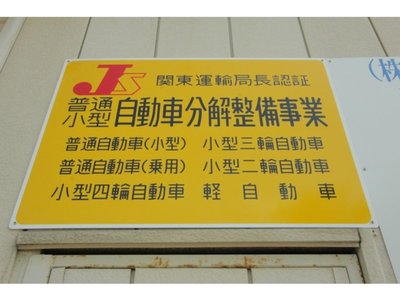 JS 関東運輸局長認証
普通
小型 自動車分解整備事業
普通自動車(小型) 小型三輪自動車
普通自動車(乗用) 小型二輪自動車
小型四輪自動車 軽自動車
(株